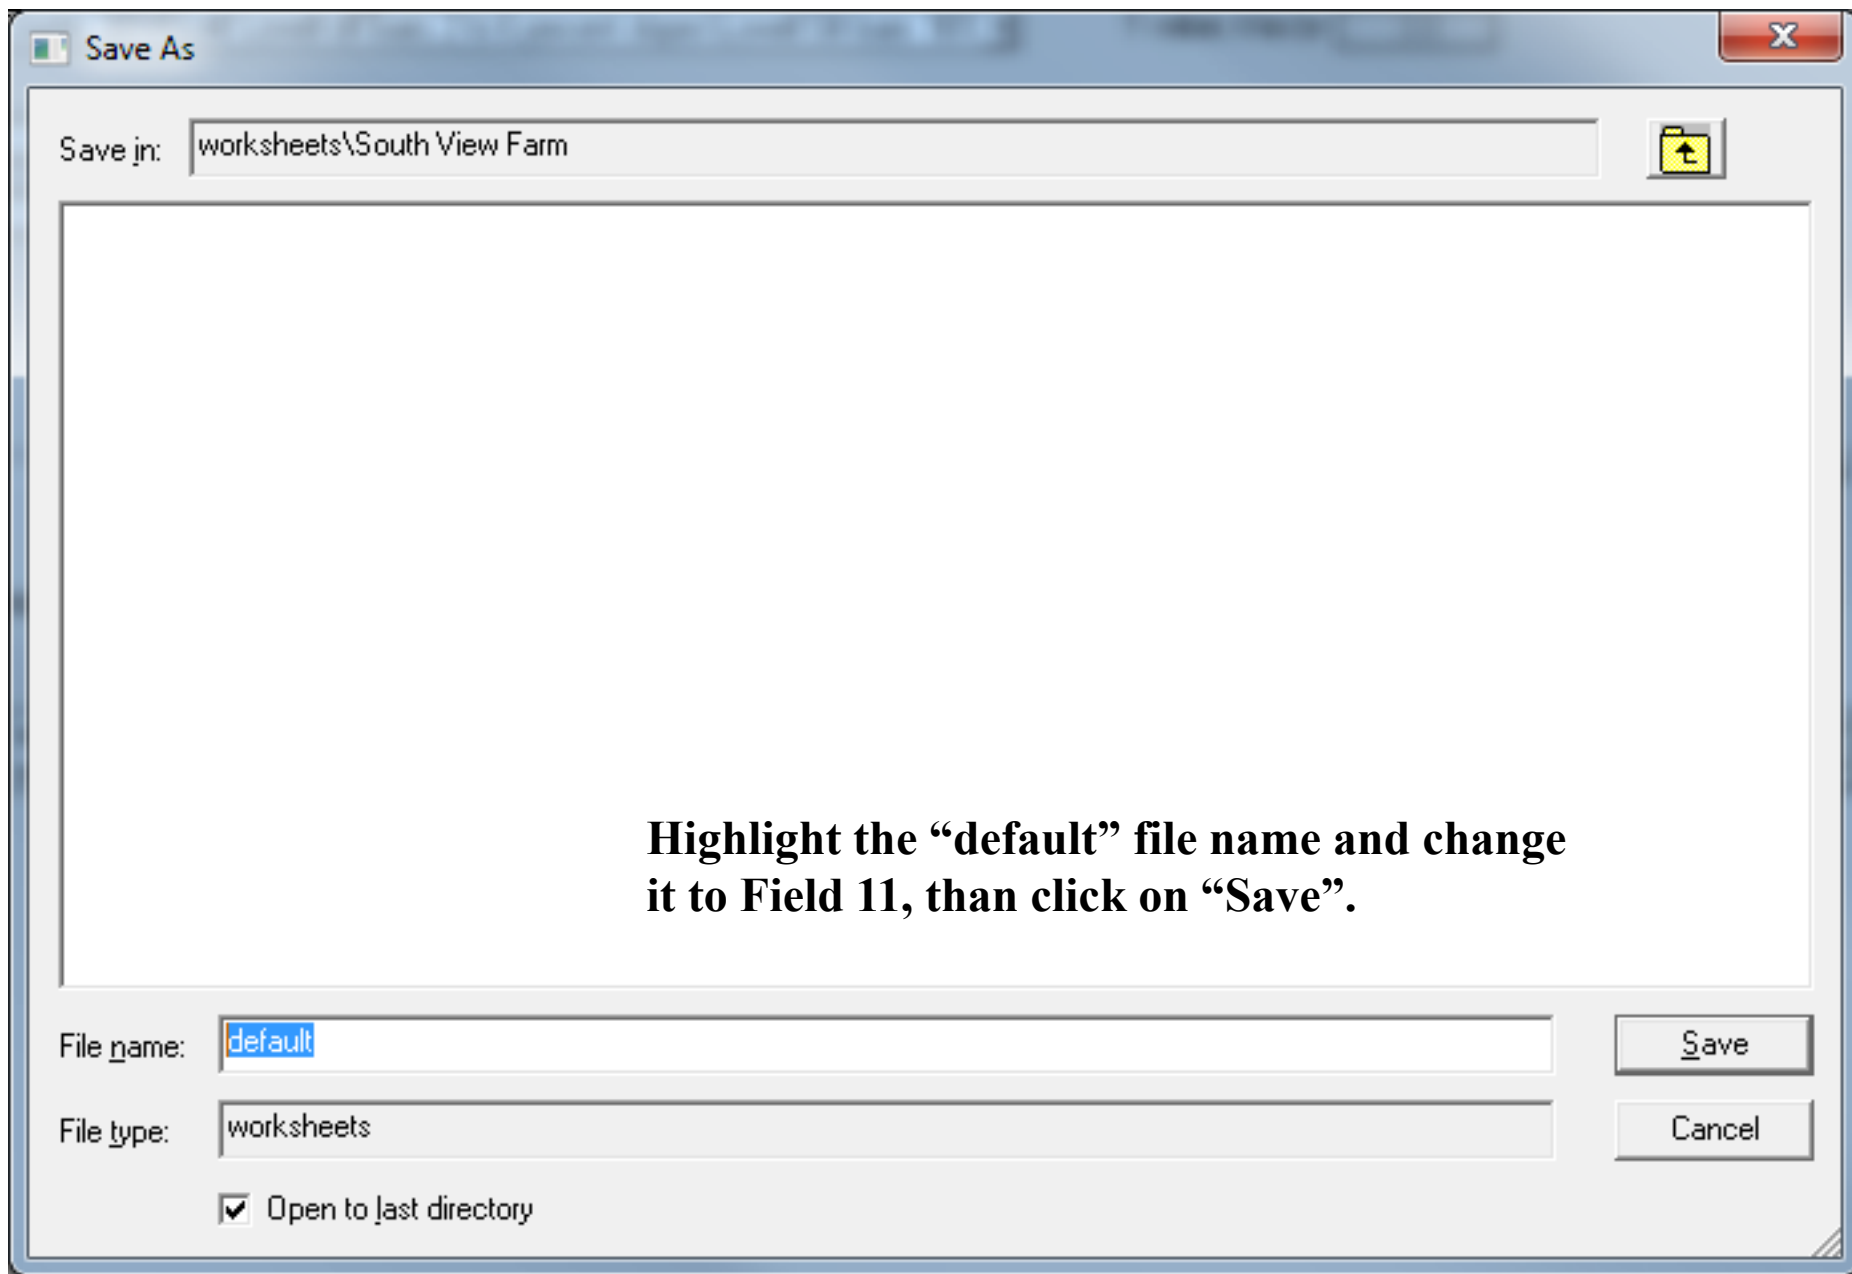 Save As
Save in: worksheets\South View Farm
Highlight the “default” file name and change
it to Field 11, than click on “Save”.
File name: default Save
File type: worksheets Cancel
Open to last directory